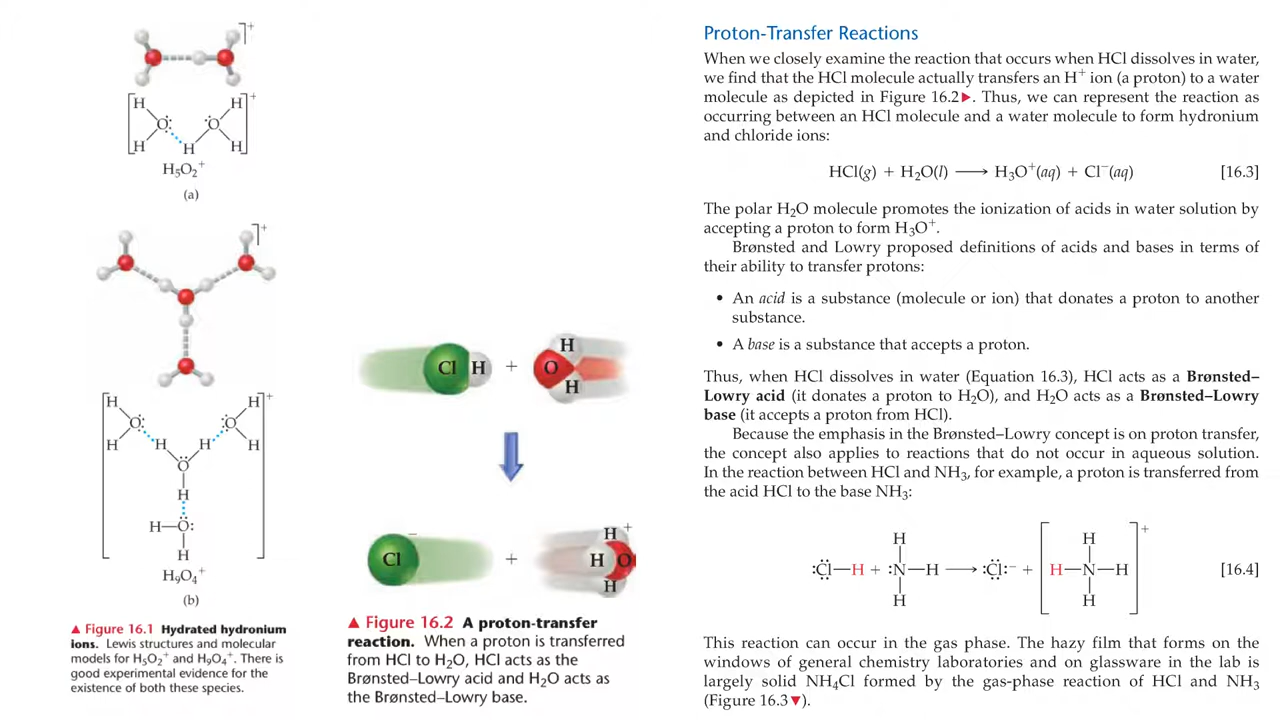 ]+
[H H]+
O: :O
H H H
H₅O₂⁺
(a)
]+
[H H]+
O: :O
H H H H
O
H
H—O:
H
H₉O₄⁺
(b)
▲ Figure 16.1 Hydrated hydronium
ions. Lewis structures and molecular
models for H₅O₂⁺ and H₉O₄⁺. There is
good experimental evidence for the
existence of both these species.
H
Cl H + O
H
Cl⁻ + H H O H +
▲ Figure 16.2 A proton-transfer
reaction. When a proton is transferred
from HCl to H₂O, HCl acts as the
Brønsted–Lowry acid and H₂O acts as
the Brønsted–Lowry base.
Proton-Transfer Reactions
When we closely examine the reaction that occurs when HCl dissolves in water,
we find that the HCl molecule actually transfers an H⁺ ion (a proton) to a water
molecule as depicted in Figure 16.2▶. Thus, we can represent the reaction as
occurring between an HCl molecule and a water molecule to form hydronium
and chloride ions:
HCl(g) + H₂O(l) ⟶ H₃O⁺(aq) + Cl⁻(aq) [16.3]
The polar H₂O molecule promotes the ionization of acids in water solution by
accepting a proton to form H₃O⁺.
Brønsted and Lowry proposed definitions of acids and bases in terms of
their ability to transfer protons:
• An acid is a substance (molecule or ion) that donates a proton to another
substance.
• A base is a substance that accepts a proton.
Thus, when HCl dissolves in water (Equation 16.3), HCl acts as a Brønsted–
Lowry acid (it donates a proton to H₂O), and H₂O acts as a Brønsted–Lowry
base (it accepts a proton from HCl).
Because the emphasis in the Brønsted–Lowry concept is on proton transfer,
the concept also applies to reactions that do not occur in aqueous solution.
In the reaction between HCl and NH₃, for example, a proton is transferred from
the acid HCl to the base NH₃:
H H +
:Cl—H + :N—H ⟶ :Cl:⁻ + [H—N—H] [16.4]
H H
This reaction can occur in the gas phase. The hazy film that forms on the
windows of general chemistry laboratories and on glassware in the lab is
largely solid NH₄Cl formed by the gas-phase reaction of HCl and NH₃
(Figure 16.3▼).